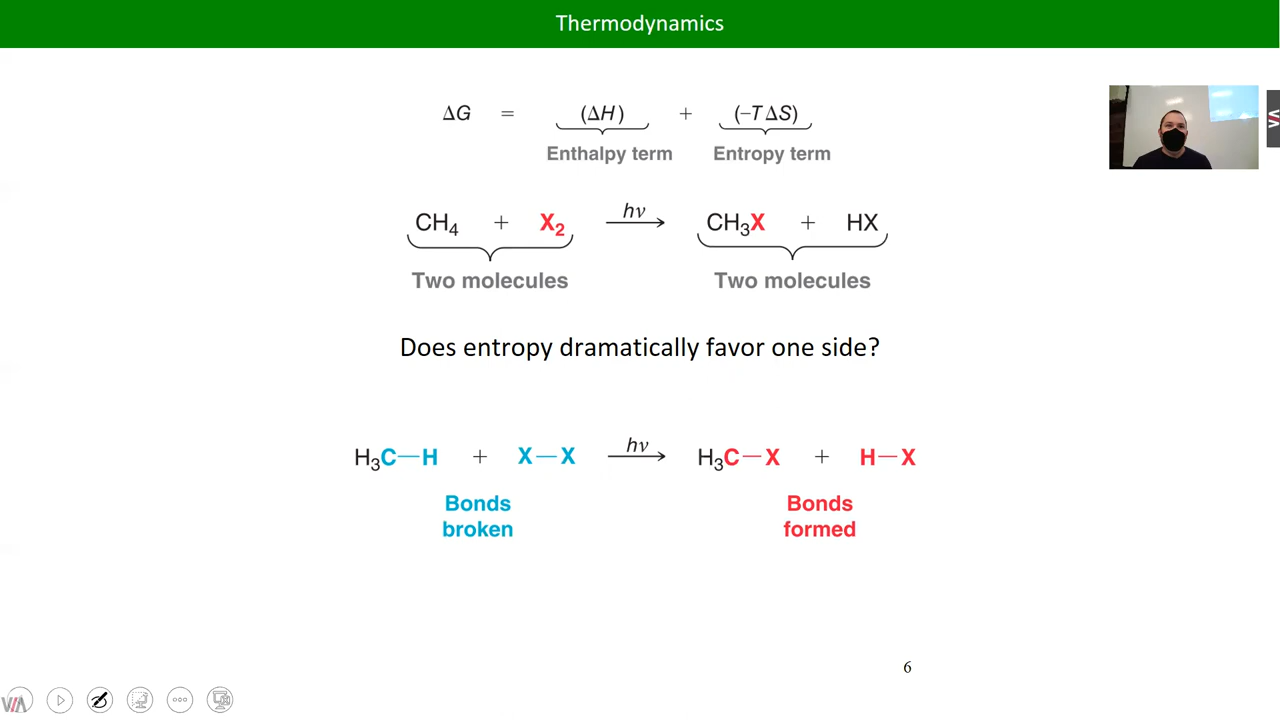 Thermodynamics
ΔG = (ΔH) + (−TΔS)
Enthalpy term Entropy term
CH₄ + X₂ hν CH₃X + HX
Two molecules Two molecules
Does entropy dramatically favor one side?
H₃C—H + X—X hν H₃C—X + H—X
Bonds Bonds
broken formed
6
VIA